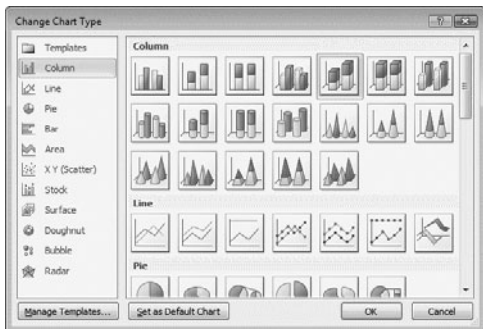 Change Chart Type
Templates
Column
Line
Pie
Bar
Area
X Y (Scatter)
Stock
Surface
Doughnut
Bubble
Radar
Column
Line
Pie
Manage Templates...
Set as Default Chart
OK
Cancel